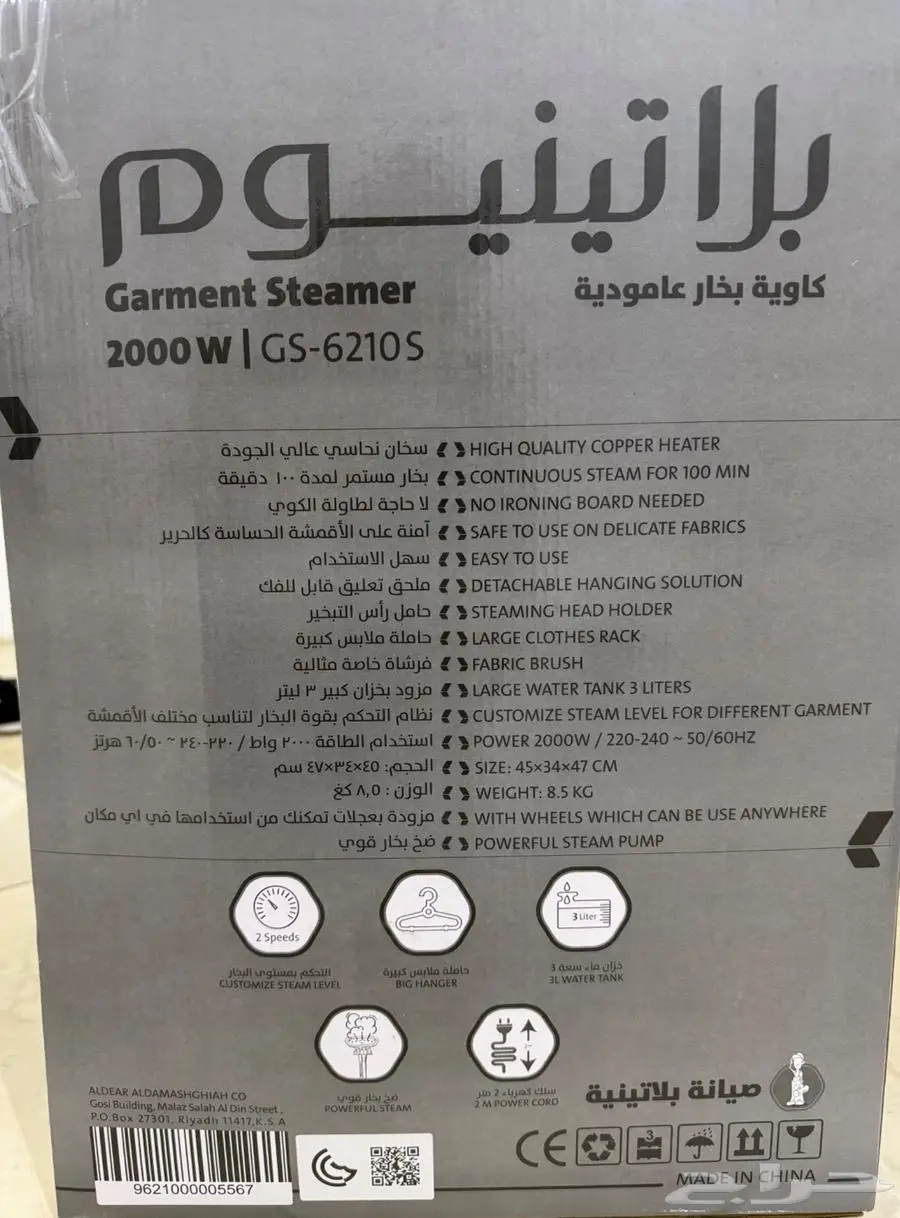 بلاتينيوم
Garment Steamer
كاوية بخار عامودية
2000 W | GS-6210S
سخان نحاسي عالي الجودة HIGH QUALITY COPPER HEATER
بخار مستمر لمدة ١٠٠ دقيقة CONTINUOUS STEAM FOR 100 MIN
لا حاجة لطاولة الكوي NO IRONING BOARD NEEDED
آمنة على الأقمشة الحساسة كالحرير SAFE TO USE ON DELICATE FABRICS
سهل الاستخدام EASY TO USE
ملحق تعليق قابل للفك DETACHABLE HANGING SOLUTION
حامل رأس التبخير STEAMING HEAD HOLDER
حاملة ملابس كبيرة LARGE CLOTHES RACK
فرشاة خاصة مثالية FABRIC BRUSH
مزود بخزان كبير ٣ ليتر LARGE WATER TANK 3 LITERS
نظام التحكم بقوة البخار لتناسب مختلف الأقمشة CUSTOMIZE STEAM LEVEL FOR DIFFERENT GARMENT
استخدام الطاقة ٢٠٠٠ واط / ٢٢٠-٢٤٠ ~ ٦٠/٥٠ هرتز POWER 2000W / 220-240 ~ 50/60HZ
الحجم: ٤٥×٣٤×٤٧ سم SIZE: 45×34×47 CM
الوزن : ٨,٥ كغ WEIGHT: 8.5 KG
مزودة بعجلات تمكنك من استخدامها في اي مكان WITH WHEELS WHICH CAN BE USE ANYWHERE
ضخ بخار قوي POWERFUL STEAM PUMP
2 Speeds
3 Liter
التحكم بمستوى البخار
CUSTOMIZE STEAM LEVEL
حاملة ملابس كبيرة
BIG HANGER
خزان ماء سعة 3
3L WATER TANK
ضخ بخار قوي
POWERFUL STEAM
سلك كهرباء 2 متر
2 M POWER CORD
صيانة بلاتينية
ALDEAR ALDAMASHGHIAH CO
Gosi Building, Malaz Salah Al Din Street,
P.O.Box 27301, Riyadh 11417,K.S.A
9621000005567
CE
3
MADE IN CHINA
حراج